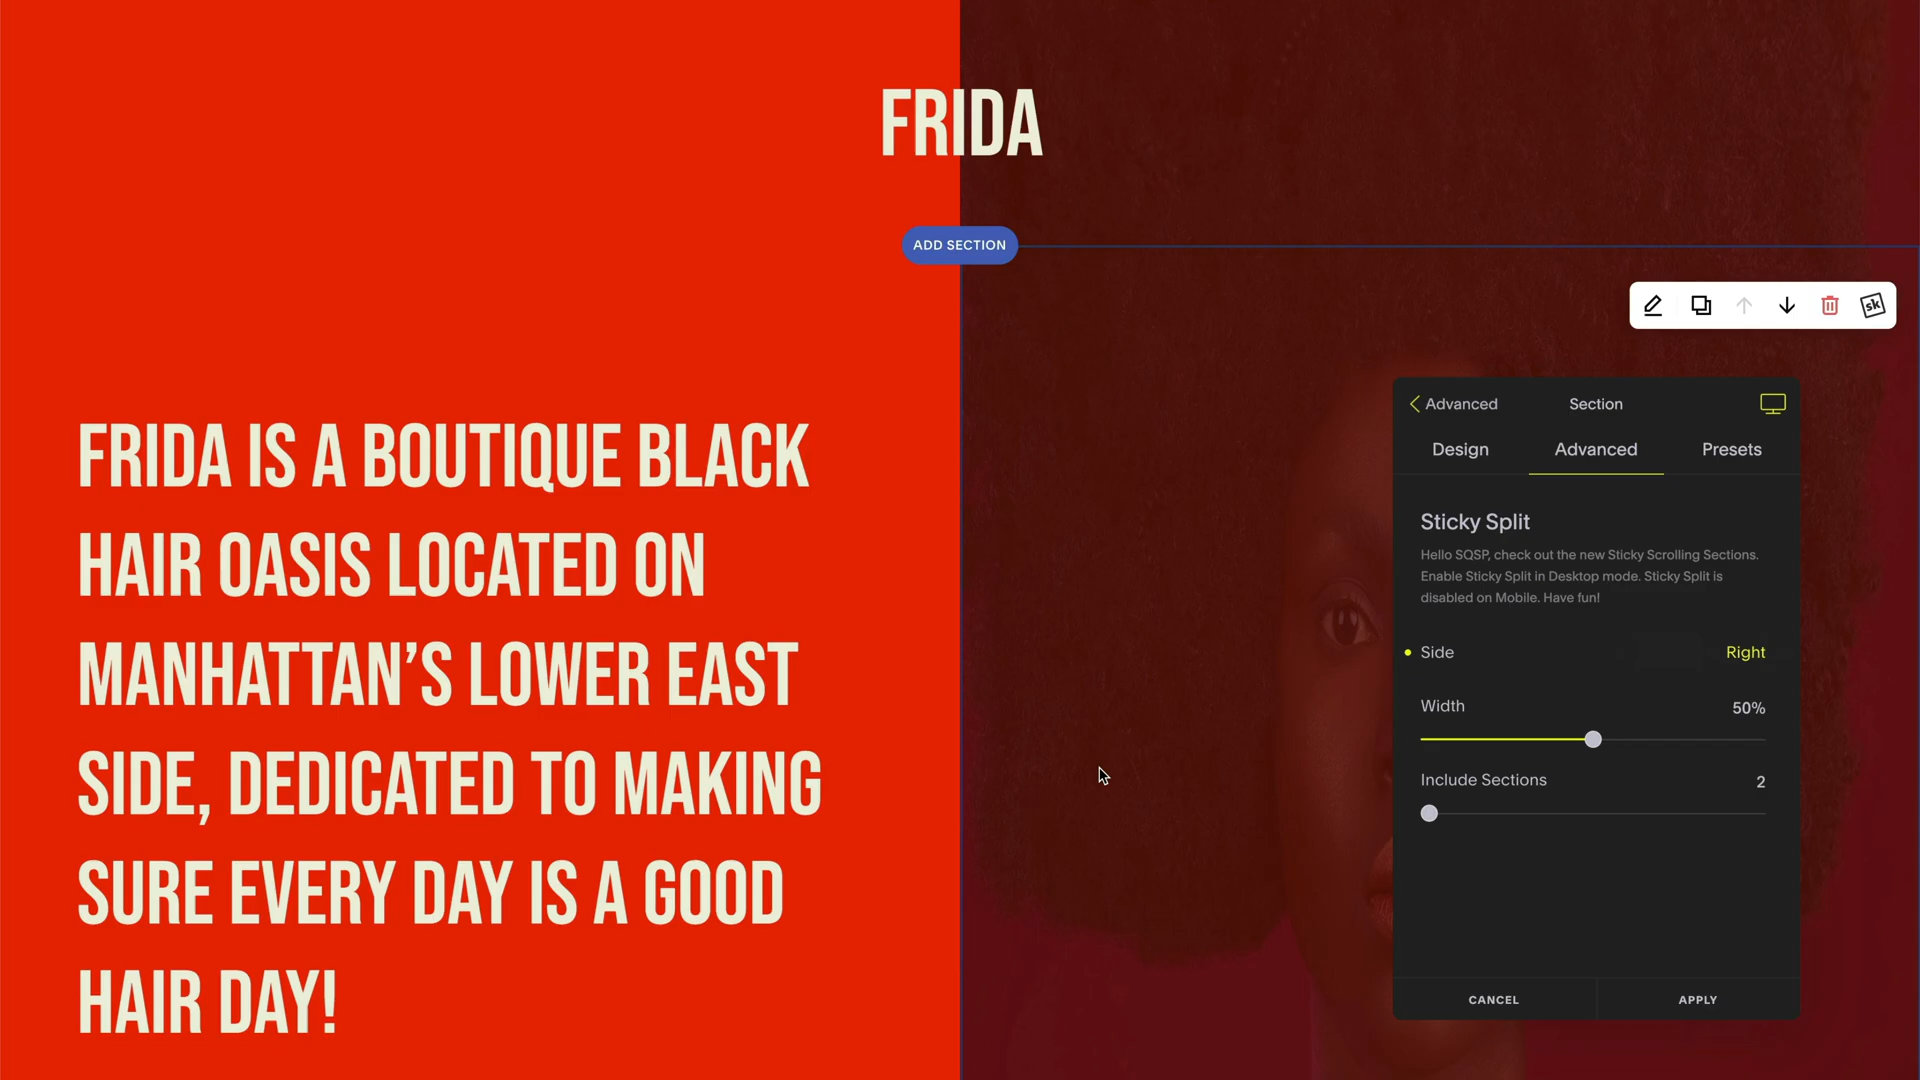 FRIDA
ADD SECTION
sk
FRIDA IS A BOUTIQUE BLACK
HAIR OASIS LOCATED ON
MANHATTAN’S LOWER EAST
SIDE, DEDICATED TO MAKING
SURE EVERY DAY IS A GOOD
HAIR DAY!
Advanced
Section
Design
Advanced
Presets
Sticky Split
Hello SQSP, check out the new Sticky Scrolling Sections.
Enable Sticky Split in Desktop mode. Sticky Split is
disabled on Mobile. Have fun!
Side
Right
Width
50%
Include Sections
2
CANCEL
APPLY